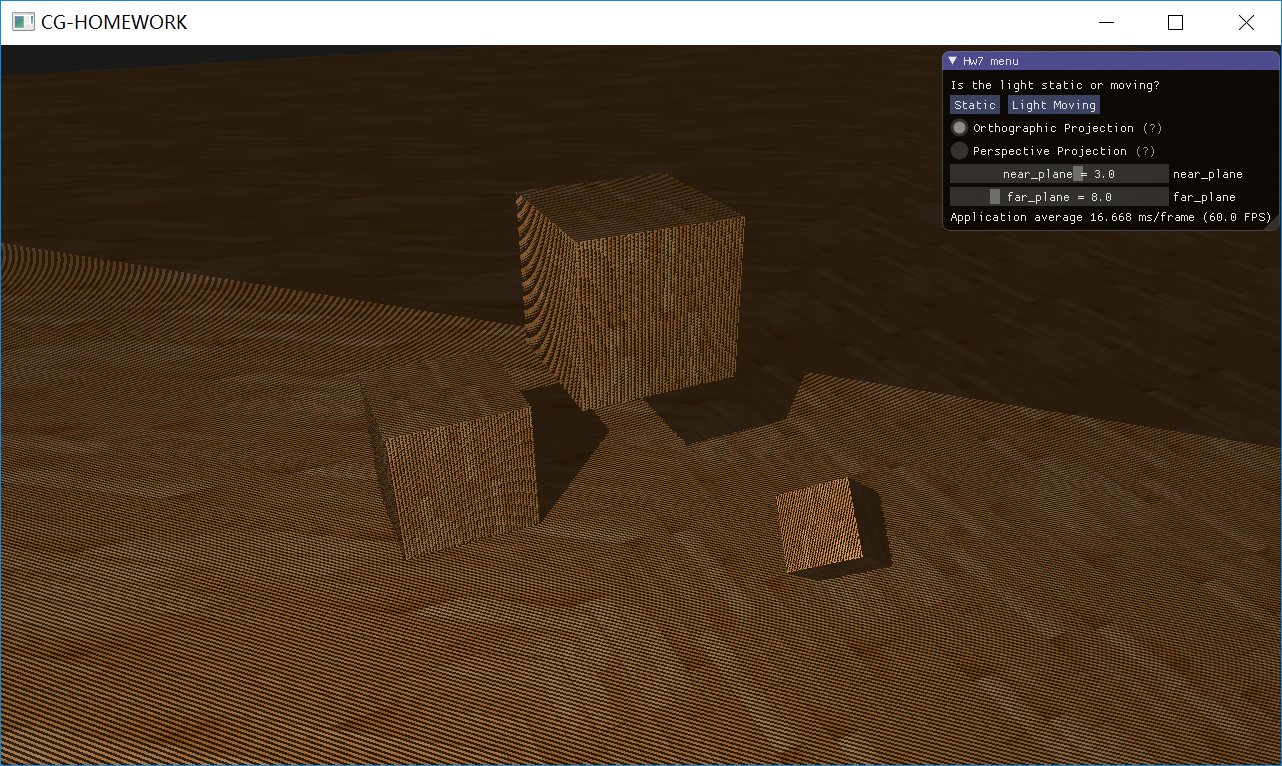 CG-HOMEWORK
Hw7 menu
Is the light static or moving?
Static Light Moving
Orthographic Projection (?)
Perspective Projection (?)
near_plane = 3.0 near_plane
far_plane = 8.0 far_plane
Application average 16.668 ms/frame (60.0 FPS)